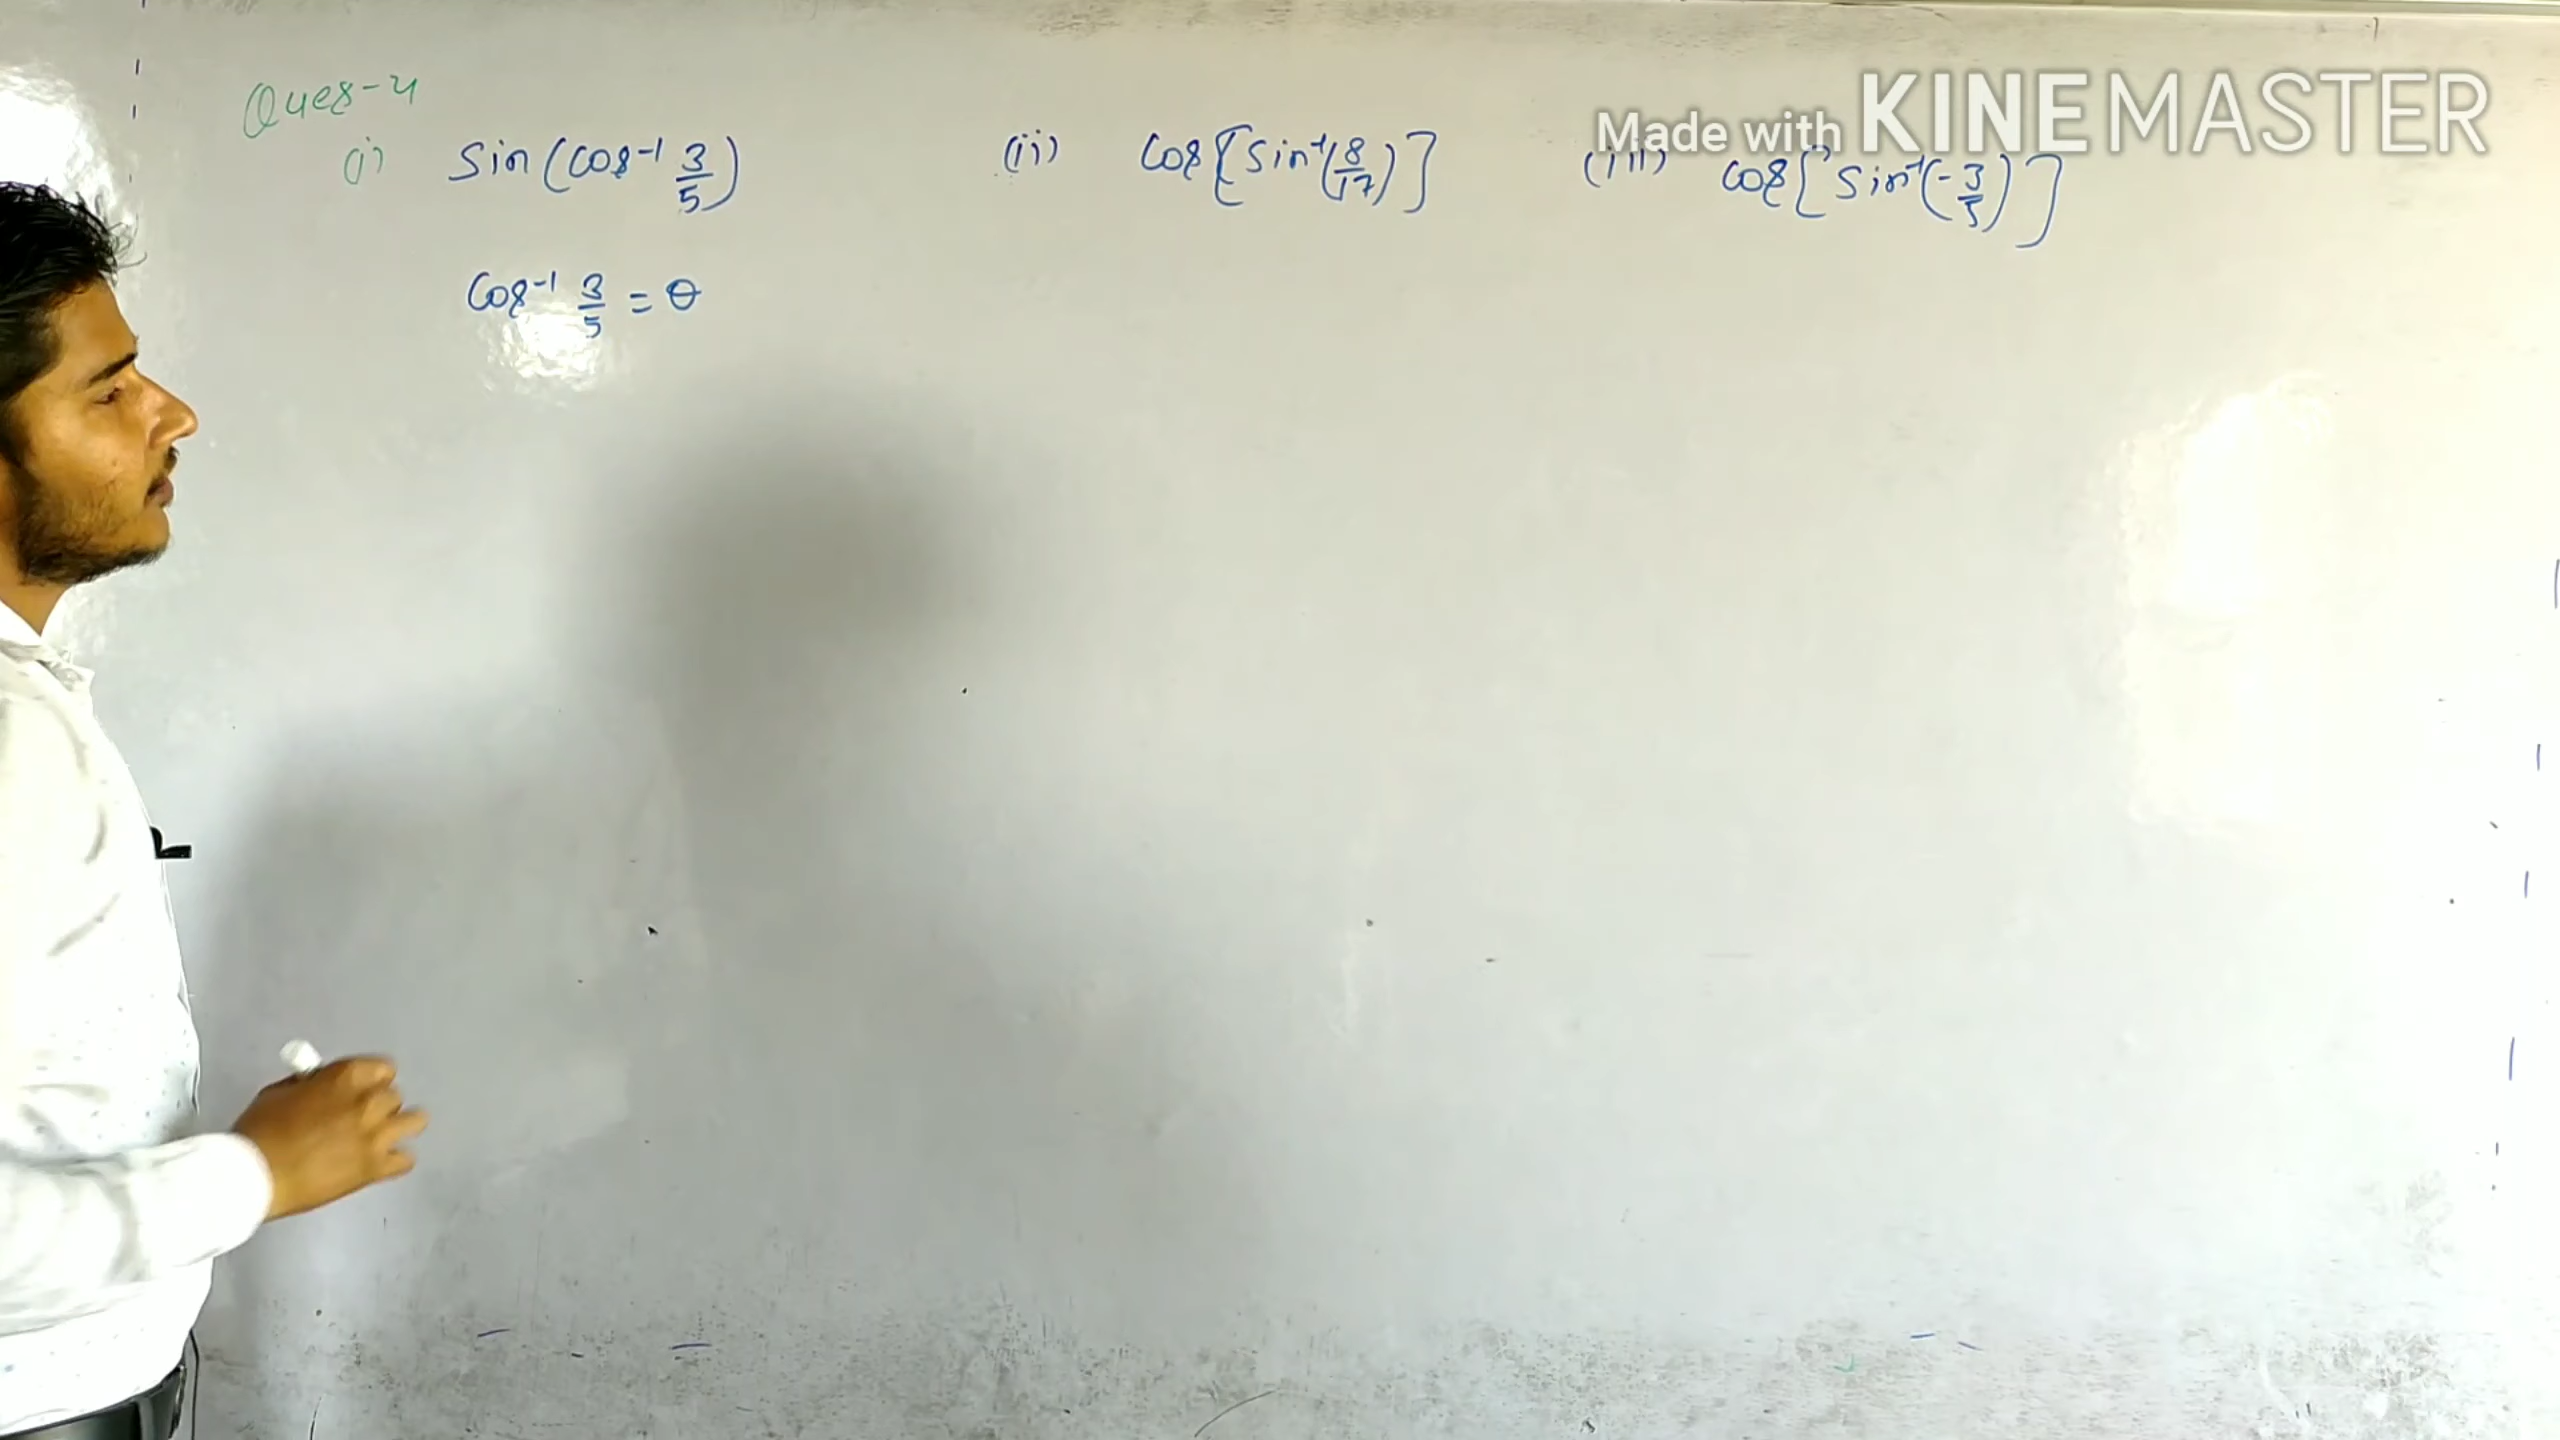 Made with KINEMASTER
Ques-4
(i) Sin(Cos⁻¹ 3/5)
(ii) Cos[Sin⁻¹(8/17)]
(iii) Cos[Sin⁻¹(-3/5)]
Cos⁻¹ 3/5 = θ